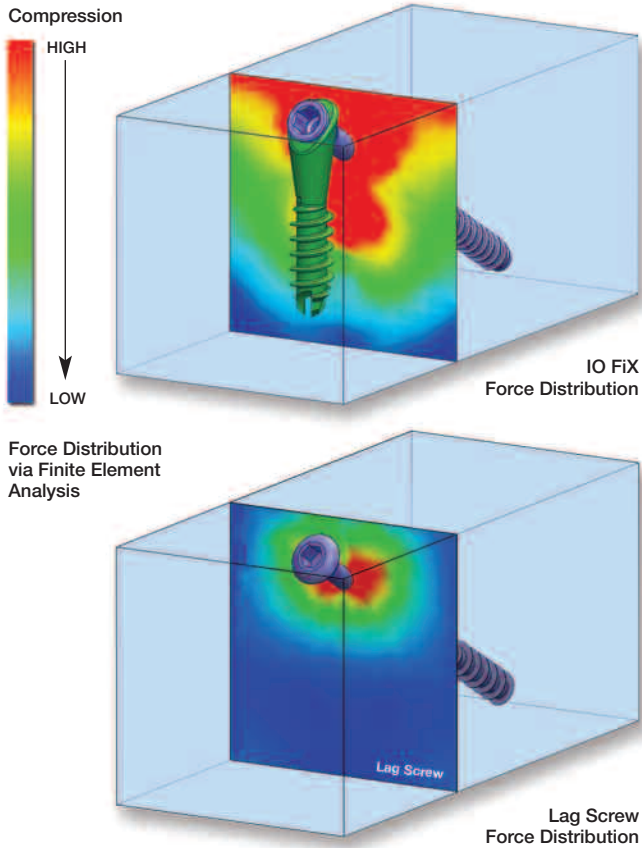 Compression
HIGH
LOW
IO FiX
Force Distribution
Force Distribution
via Finite Element
Analysis
Lag Screw
Lag Screw
Force Distribution